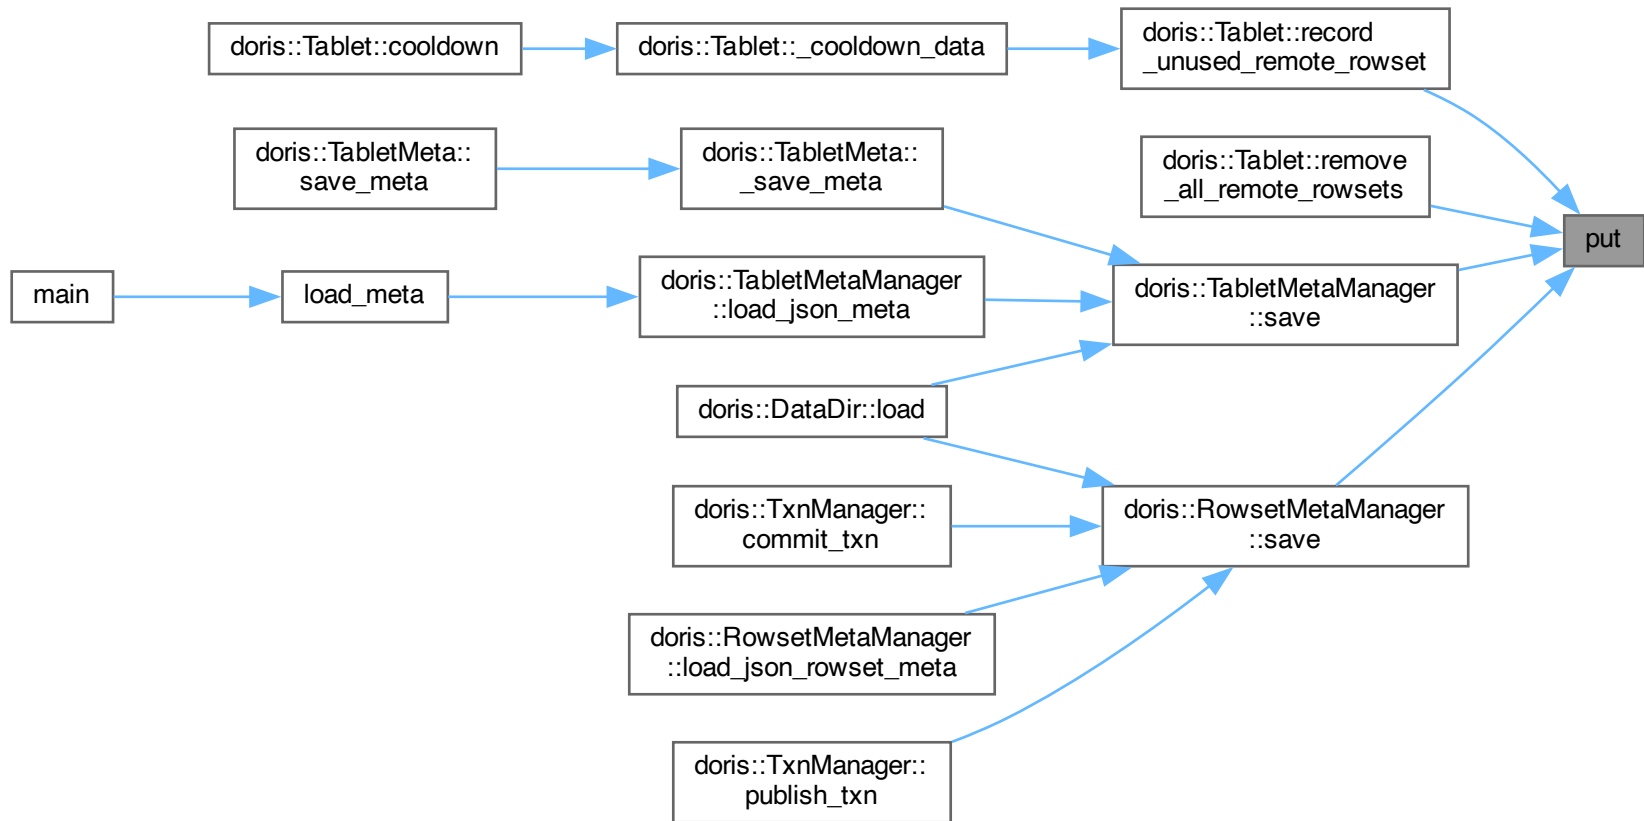 doris::Tablet::cooldown
doris::Tablet::_cooldown_data
doris::Tablet::record
_unused_remote_rowset
doris::TabletMeta::
save_meta
doris::TabletMeta::
_save_meta
doris::Tablet::remove
_all_remote_rowsets
put
main
load_meta
doris::TabletMetaManager
::load_json_meta
doris::TabletMetaManager
::save
doris::DataDir::load
doris::TxnManager::
commit_txn
doris::RowsetMetaManager
::save
doris::RowsetMetaManager
::load_json_rowset_meta
doris::TxnManager::
publish_txn